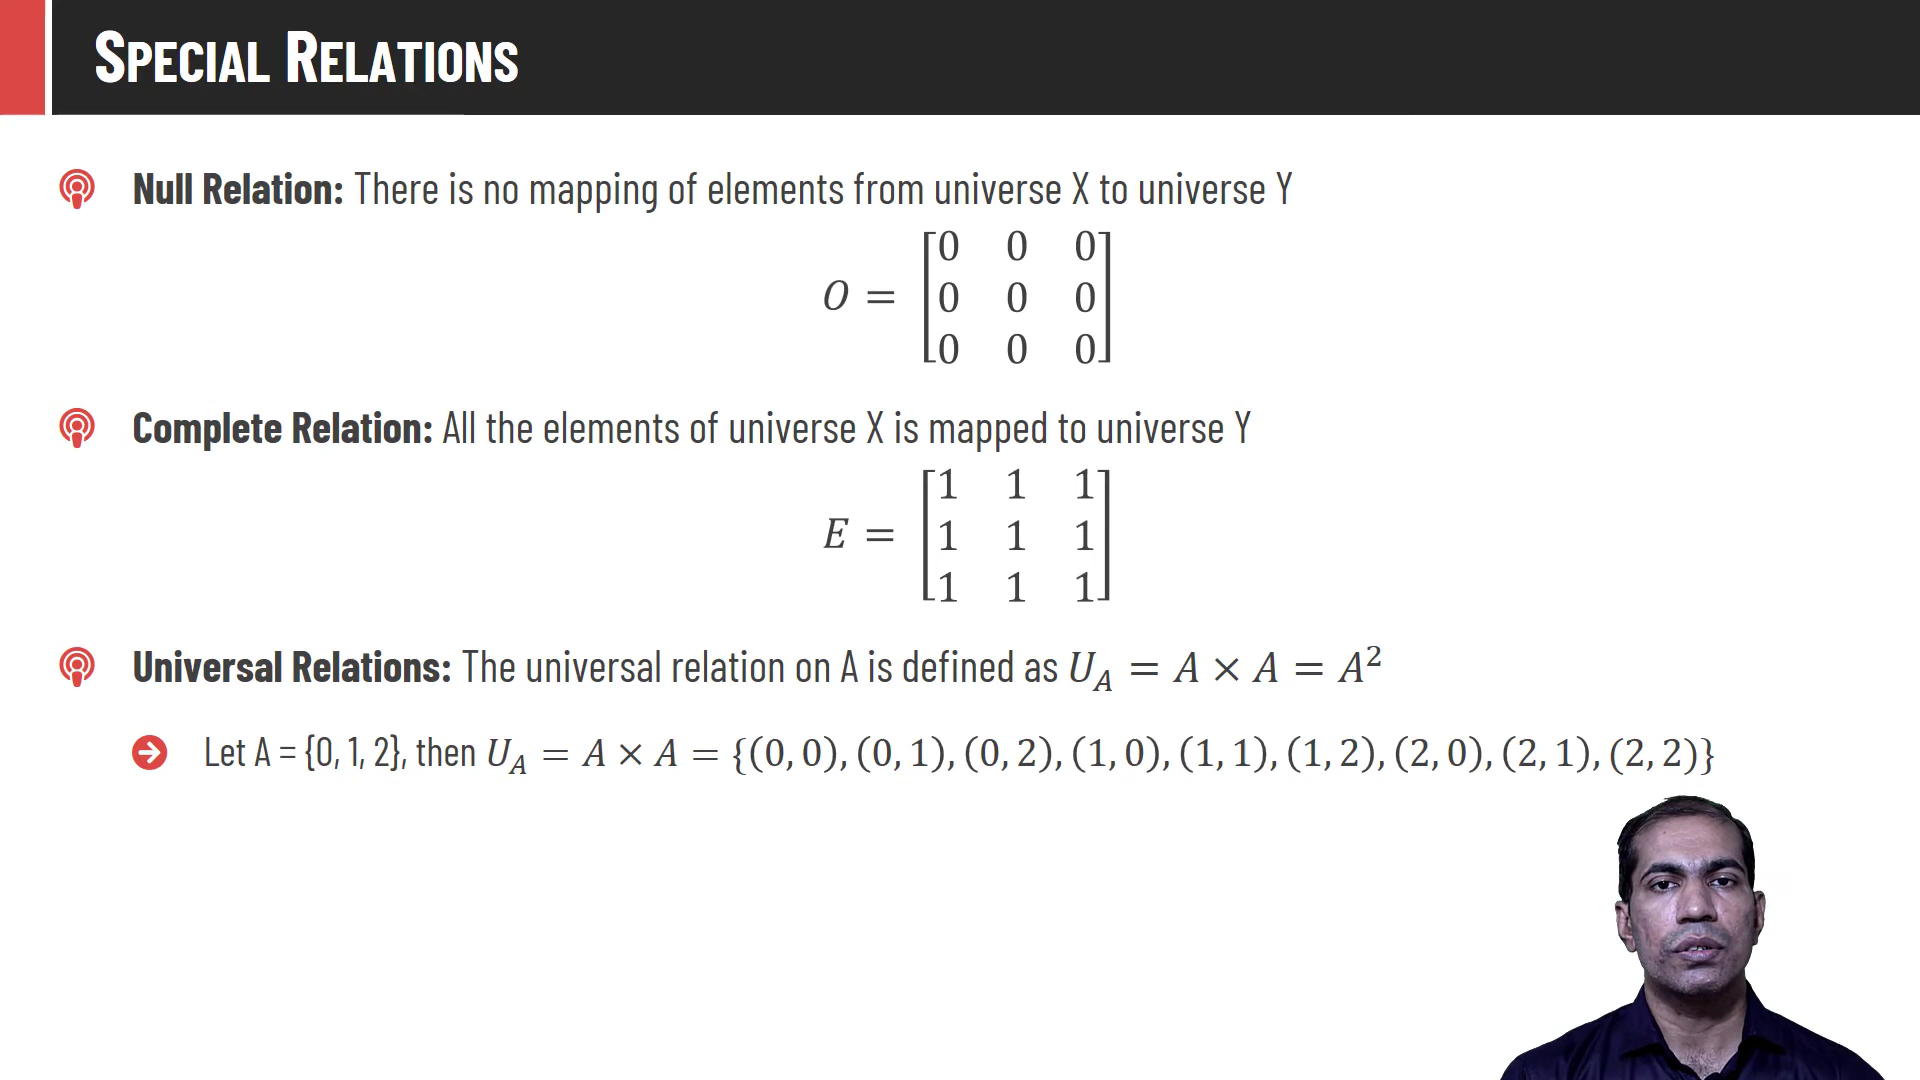 SPECIAL RELATIONS
Null Relation: There is no mapping of elements from universe X to universe Y
O = [0 0 0
0 0 0
0 0 0]
Complete Relation: All the elements of universe X is mapped to universe Y
E = [1 1 1
1 1 1
1 1 1]
Universal Relations: The universal relation on A is defined as U_A = A × A = A²
Let A = {0, 1, 2}, then U_A = A × A = {(0, 0), (0, 1), (0, 2), (1, 0), (1, 1), (1, 2), (2, 0), (2, 1), (2, 2)}